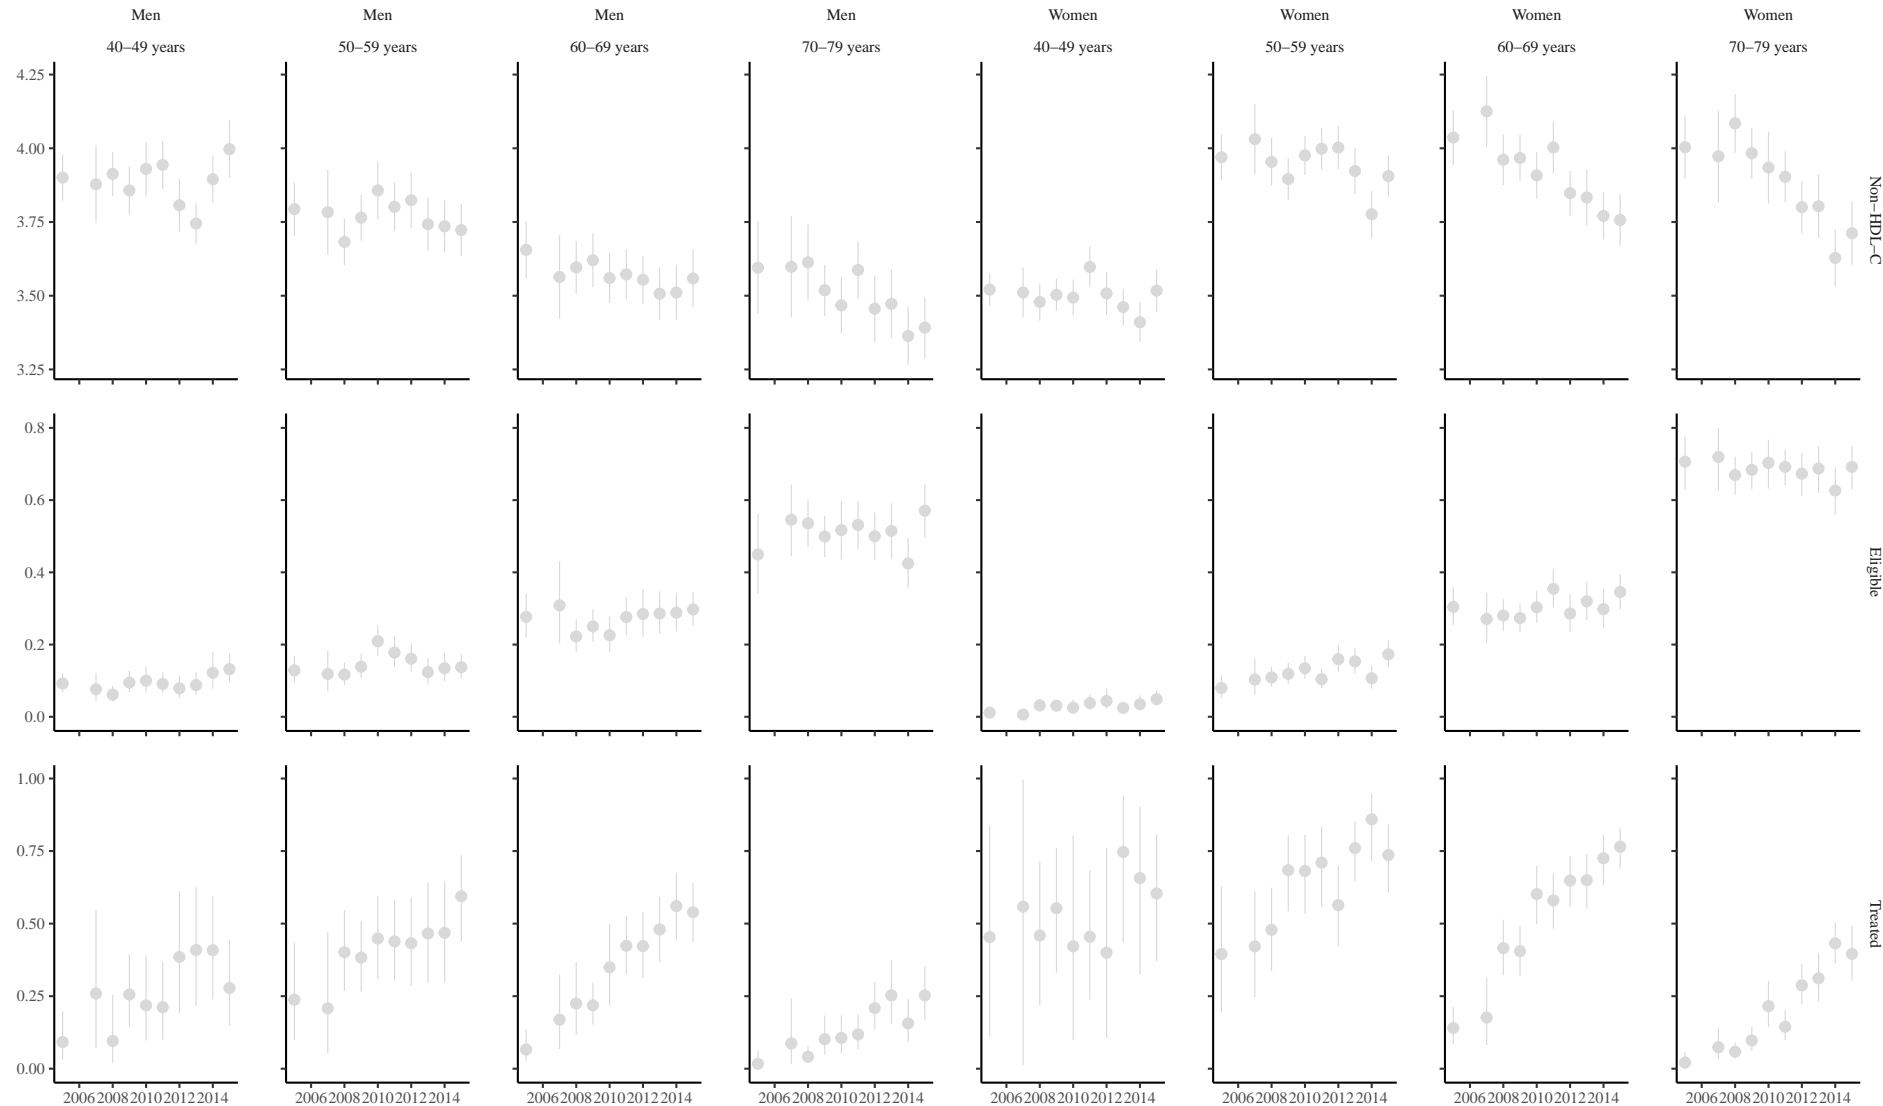 Men Men Men Men Women Women Women Women
40–49 years 50–59 years 60–69 years 70–79 years 40–49 years 50–59 years 60–69 years 70–79 years
4.25
4.00
3.75
3.50
3.25
Non−HDL−C
0.8
0.6
0.4
0.2
0.0
Eligible
1.00
0.75
0.50
0.25
0.00
Treated
2006 2008 2010 2012 2014 2006 2008 2010 2012 2014 2006 2008 2010 2012 2014 2006 2008 2010 2012 2014 2006 2008 2010 2012 2014 2006 2008 2010 2012 2014 2006 2008 2010 2012 2014 2006 2008 2010 2012 2014